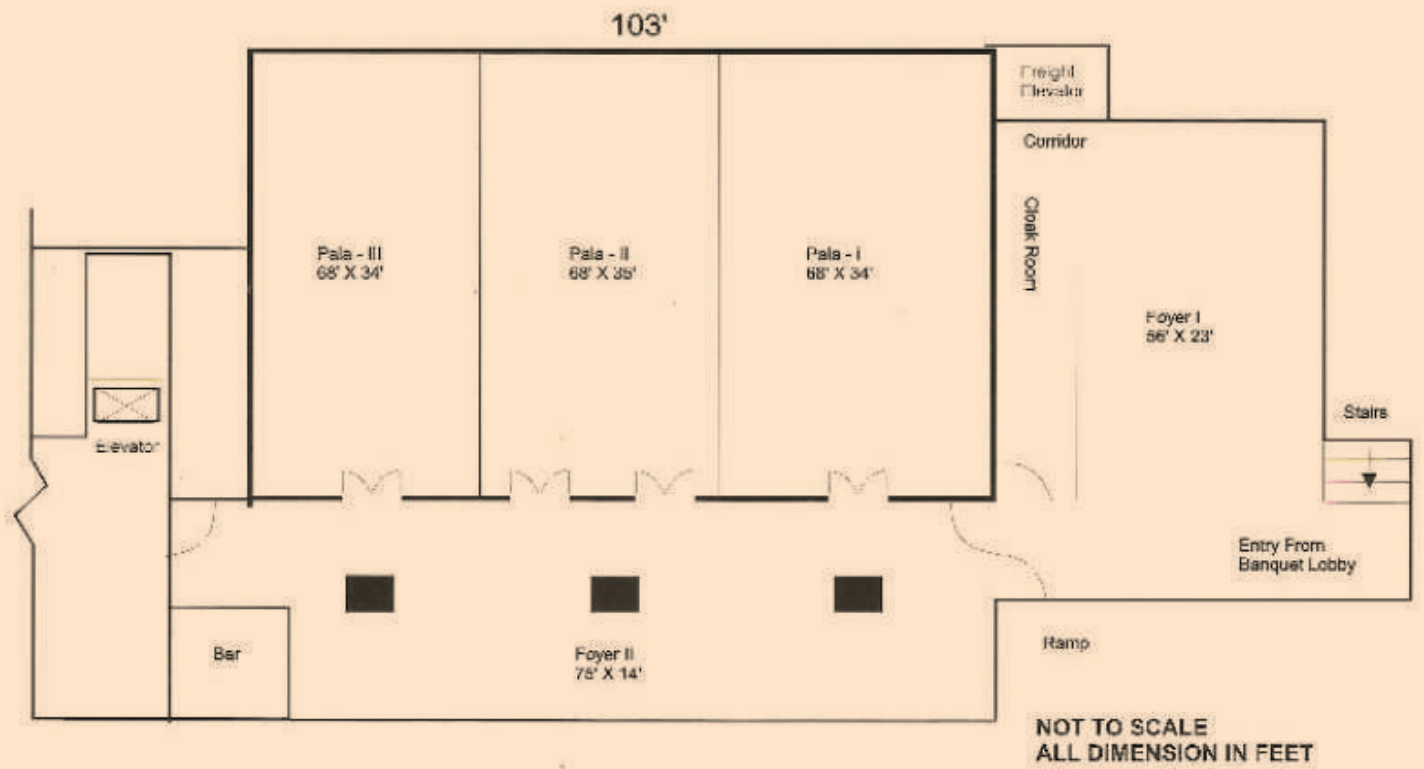 103'
Freight
Elevator
Corridor
Cloak Room
Pala - III
68' X 34'
Pala - II
68' X 35'
Pala - I
68' X 34'
Foyer I
56' X 23'
Stairs
Elevator
Entry From
Banquet Lobby
Bar
Foyer II
75' X 14'
Ramp
NOT TO SCALE
ALL DIMENSION IN FEET